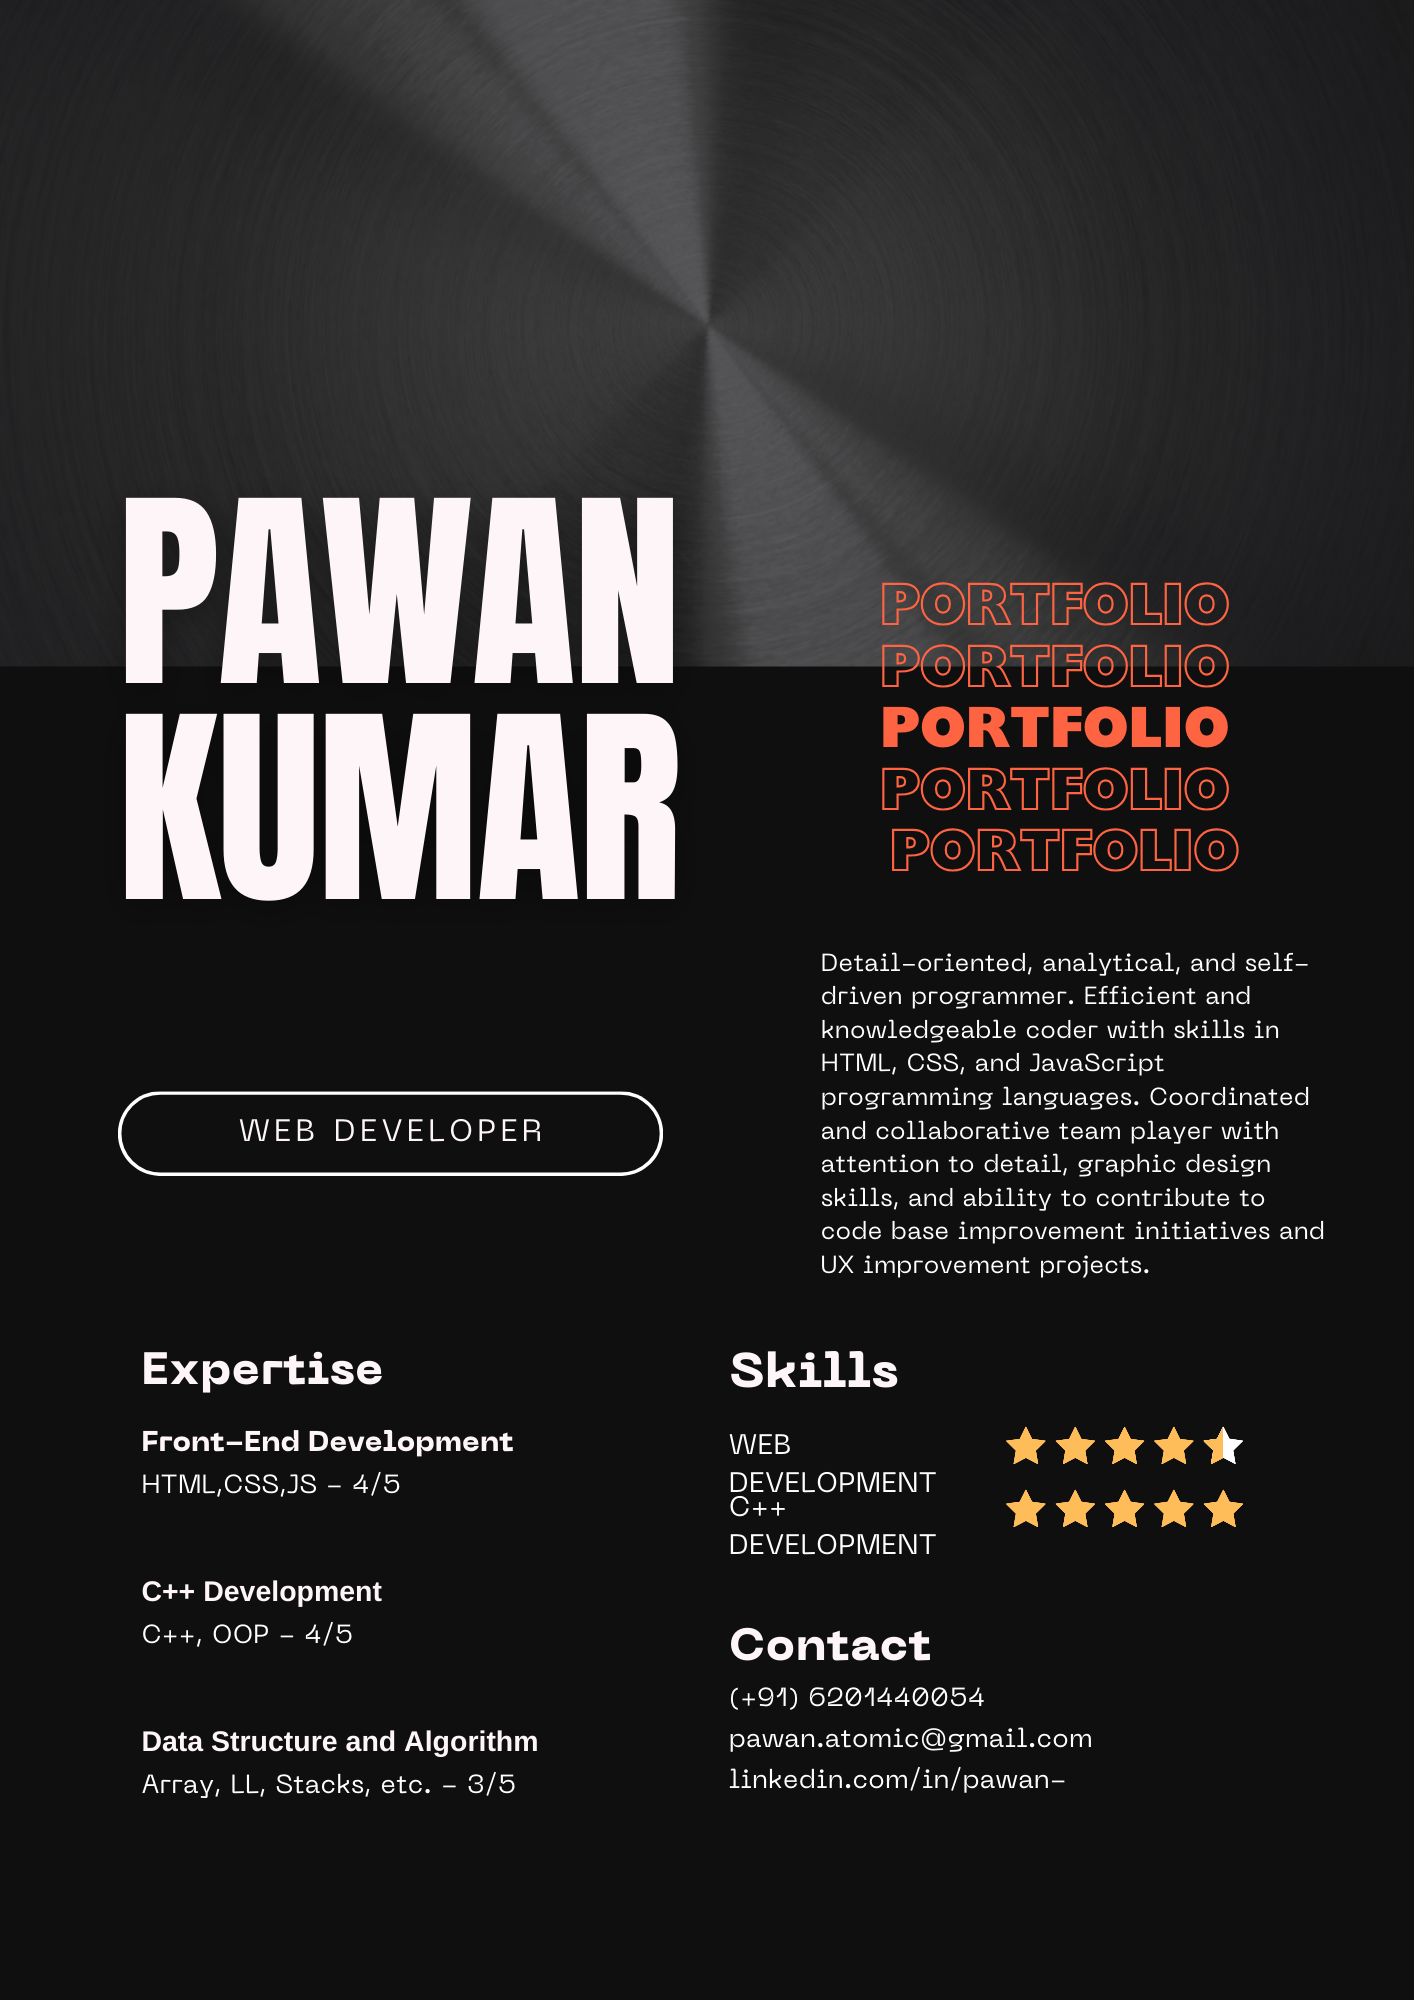 PAWAN
KUMAR
PORTFOLIO
PORTFOLIO
PORTFOLIO
PORTFOLIO
PORTFOLIO
WEB DEVELOPER
Detail-oriented, analytical, and self-
driven programmer. Efficient and
knowledgeable coder with skills in
HTML, CSS, and JavaScript
programming languages. Coordinated
and collaborative team player with
attention to detail, graphic design
skills, and ability to contribute to
code base improvement initiatives and
UX improvement projects.
Expertise
Front-End Development
HTML,CSS,JS - 4/5
C++ Development
C++, OOP - 4/5
Data Structure and Algorithm
Array, LL, Stacks, etc. - 3/5
Skills
WEB
DEVELOPMENT
C++
DEVELOPMENT
Contact
(+91) 6201440054
pawan.atomic@gmail.com
linkedin.com/in/pawan-